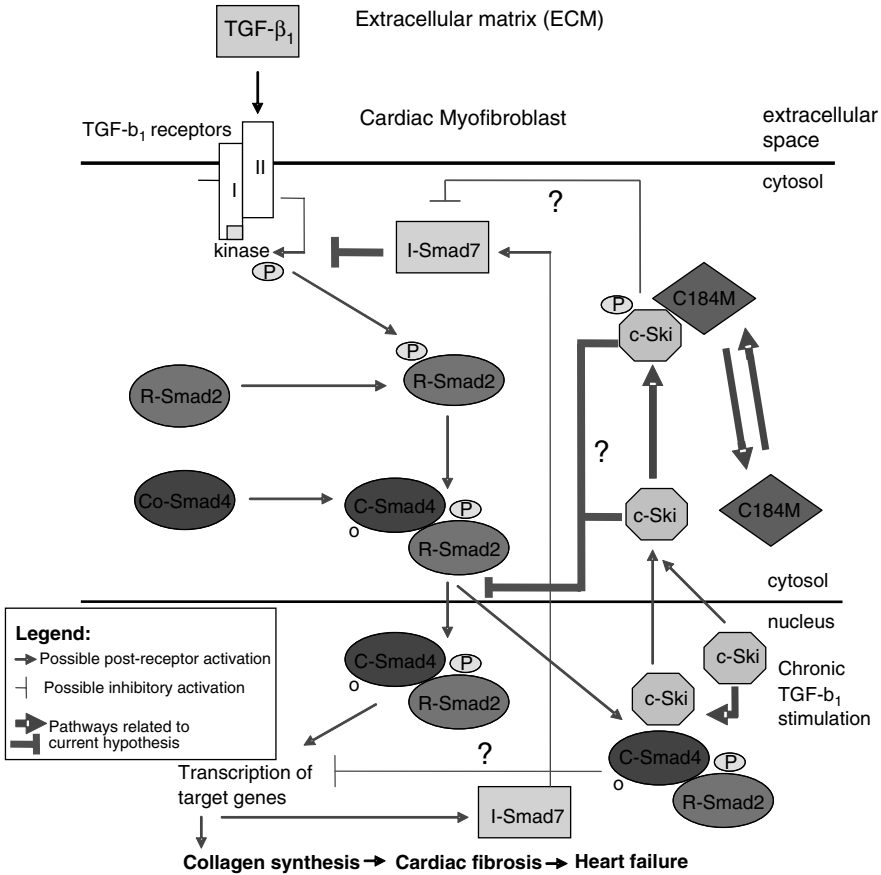 TGF-β1
Extracellular matrix (ECM)
TGF-b1 receptors
Cardiac Myofibroblast
extracellular
space
cytosol
I
II
kinase
P
?
I-Smad7
P
C184M
c-Ski
P
R-Smad2
R-Smad2
?
Co-Smad4
C-Smad4
P
o
R-Smad2
c-Ski
C184M
cytosol
nucleus
Legend:
Possible post-receptor activation
Possible inhibitory activation
Pathways related to
current hypothesis
C-Smad4
P
o
R-Smad2
c-Ski
c-Ski
Chronic
TGF-b1
stimulation
C-Smad4
P
o
R-Smad2
?
Transcription of
target genes
I-Smad7
Collagen synthesis
Cardiac fibrosis
Heart failure